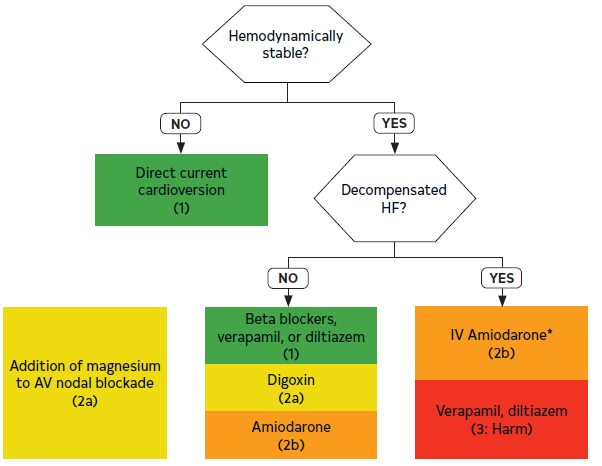 Hemodynamically
stable?
NO
YES
Direct current
cardioversion
(1)
Decompensated
HF?
NO
YES
Addition of magnesium
to AV nodal blockade
(2a)
Beta blockers,
verapamil, or diltiazem
(1)
Digoxin
(2a)
Amiodarone
(2b)
IV Amiodarone*
(2b)
Verapamil, diltiazem
(3: Harm)